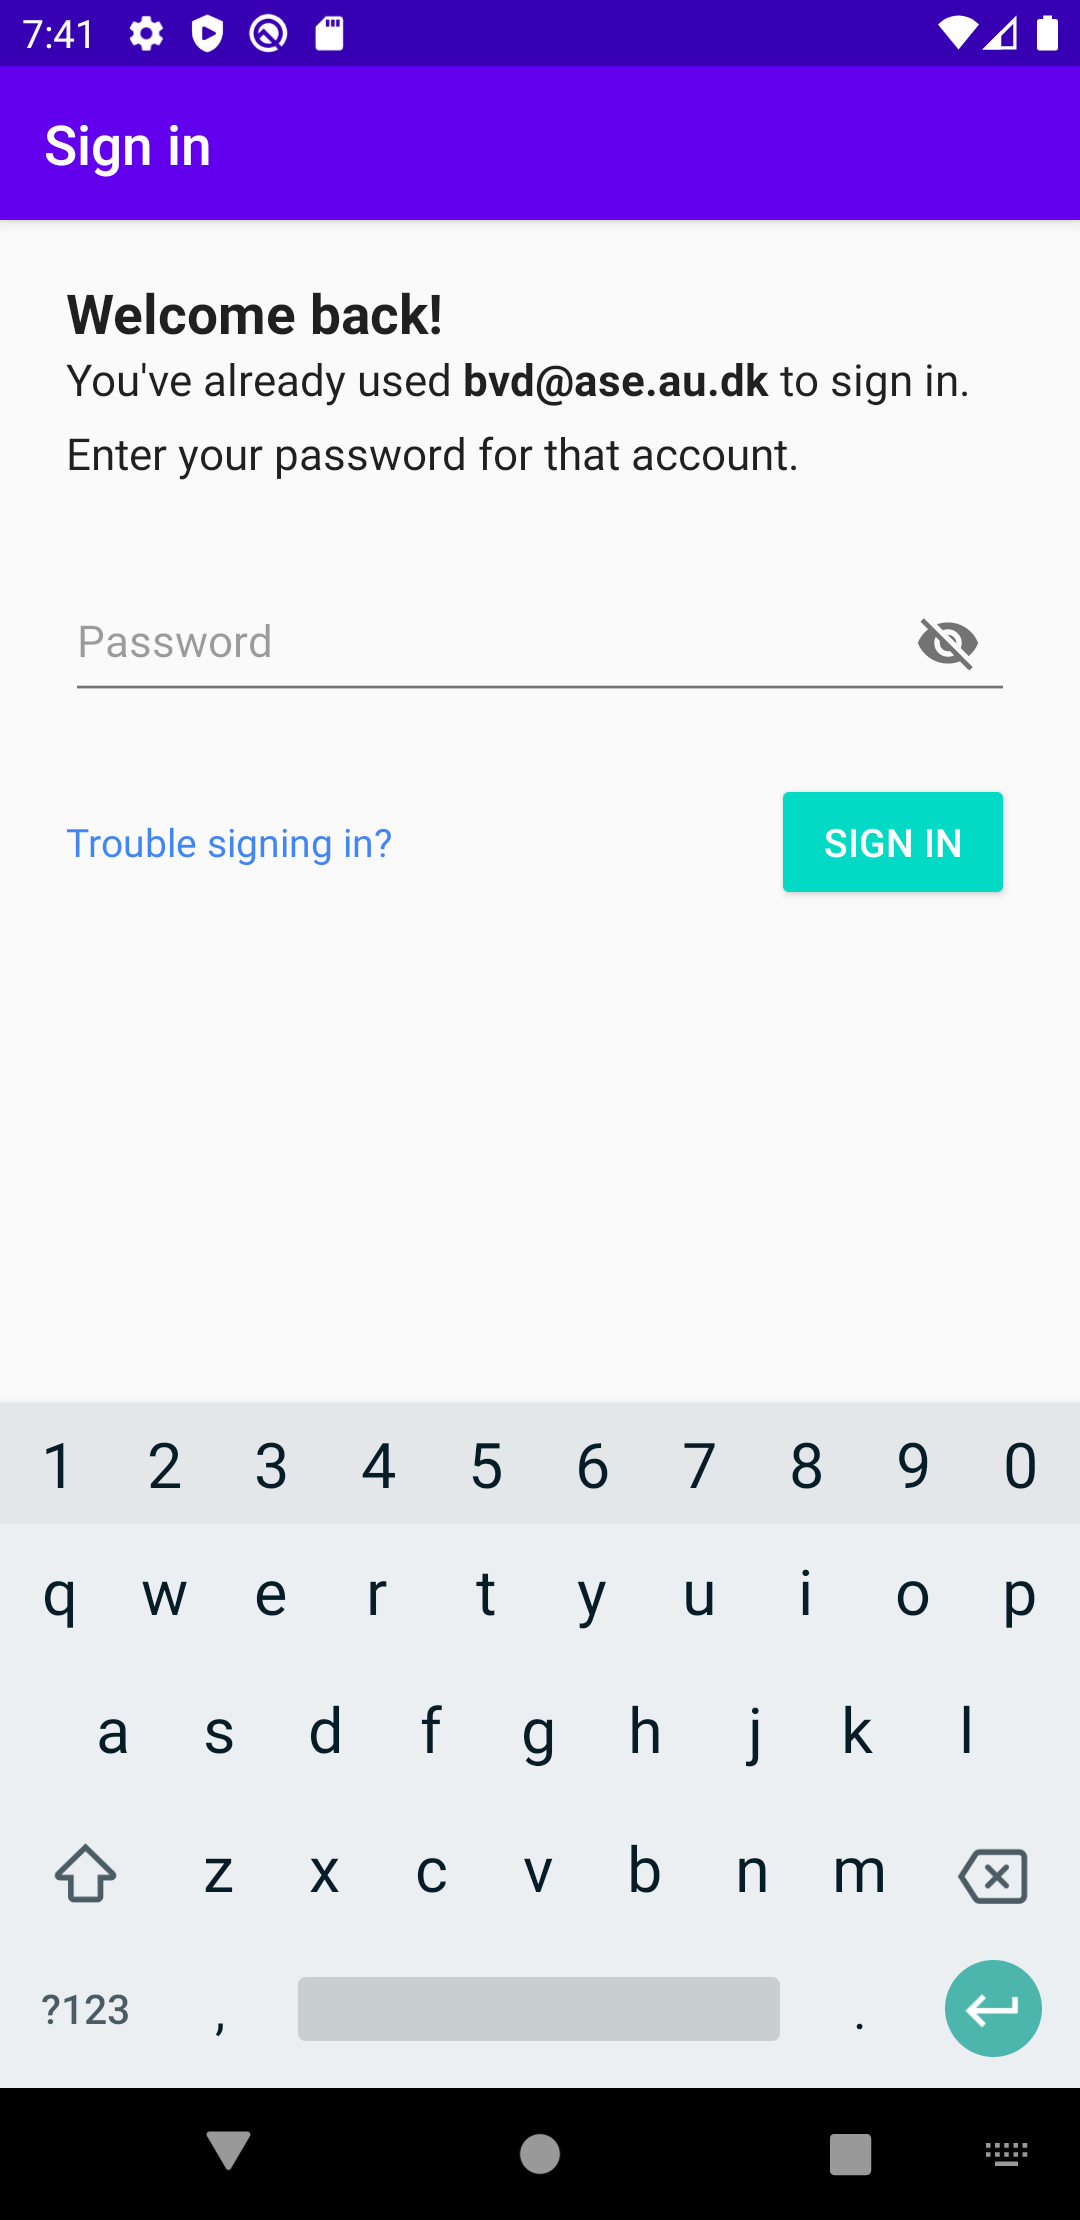 7:41
Sign in
Welcome back!
You've already used bvd@ase.au.dk to sign in.
Enter your password for that account.
Password
Trouble signing in?
SIGN IN
1 2 3 4 5 6 7 8 9 0
q w e r t y u i o p
a s d f g h j k l
z x c v b n m
?123 , .